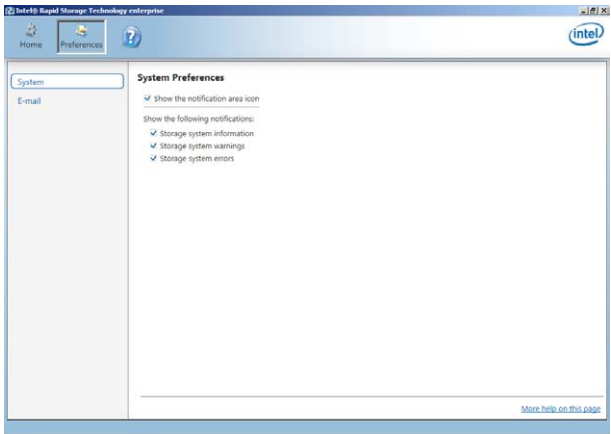 Intel® Rapid Storage Technology enterprise
Home
Preferences
?
intel
System
E-mail
System Preferences
Show the notification area icon
Show the following notifications:
Storage system information
Storage system warnings
Storage system errors
More help on this page